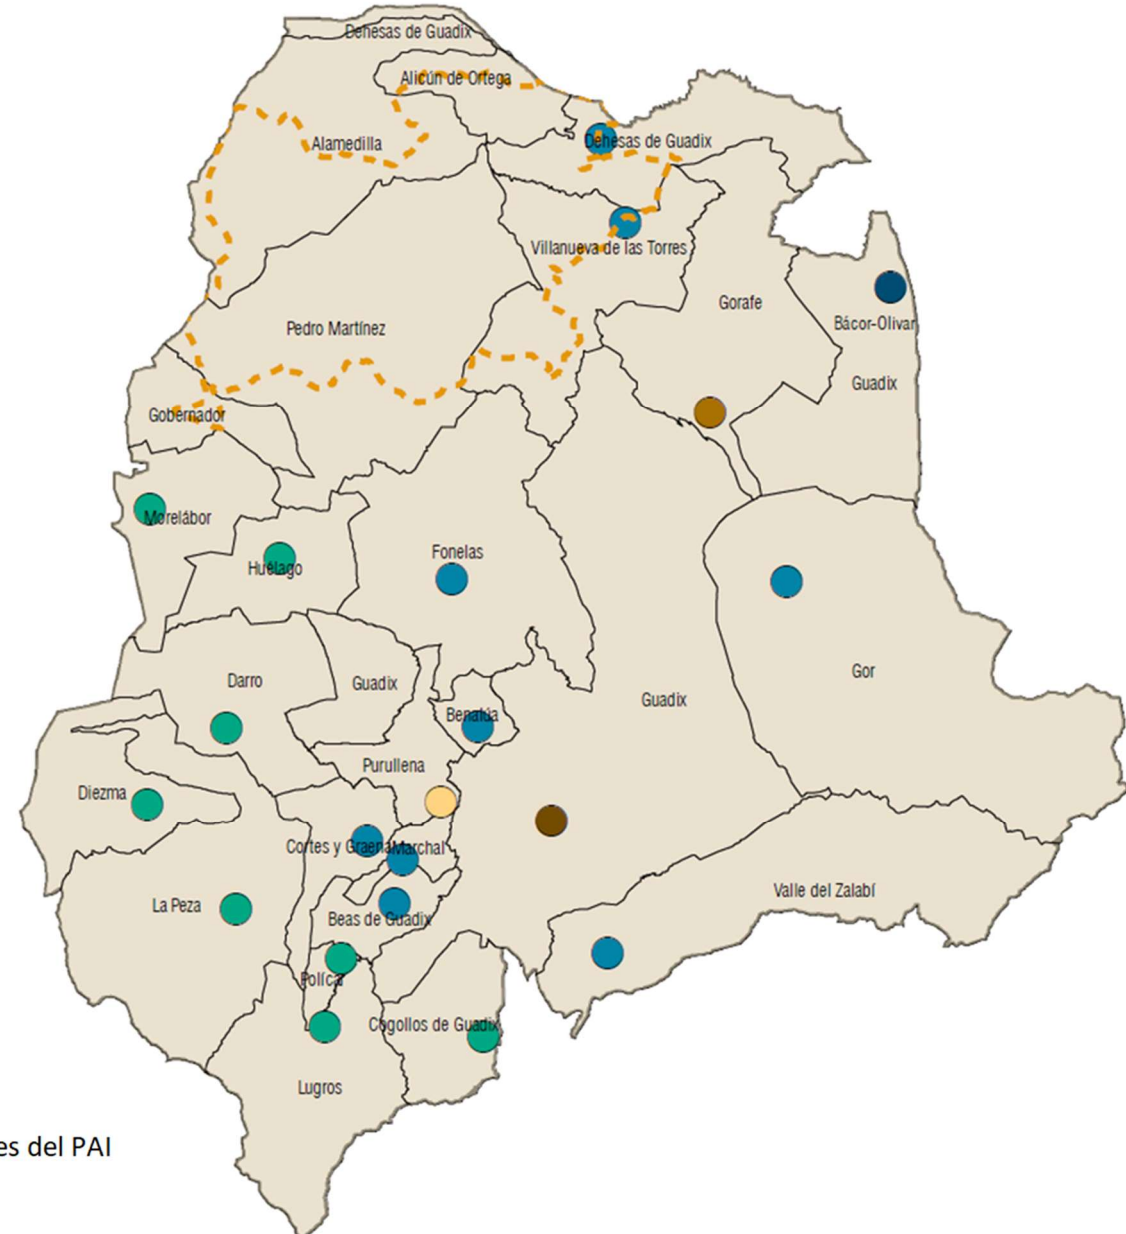 Dehesas de Guadix
Alicún de Ortega
Alamedilla
Dehesas de Guadix
Villanueva de las Torres
Gorafe
Pedro Martínez
Bácor-Olivar
Guadix
Gobernador
Morelábor
Huélago
Fonelas
Darro
Guadix
Guadix
Gor
Benalúa
Purullena
Diezma
Cortes y Graena
Marchal
La Peza
Valle del Zalabí
Beas de Guadix
Polícar
Cogollos de Guadix
Lugros
es del PAI